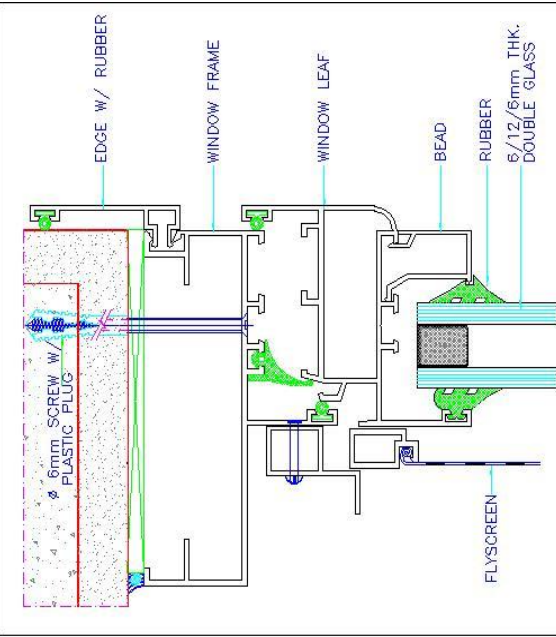 EDGE W/ RUBBER
WINDOW FRAME
WINDOW LEAF
BEAD
RUBBER
6/12/6mm THK.
DOUBLE GLASS
ø 6mm SCREW W/
PLASTIC PLUG
FLYSCREEN